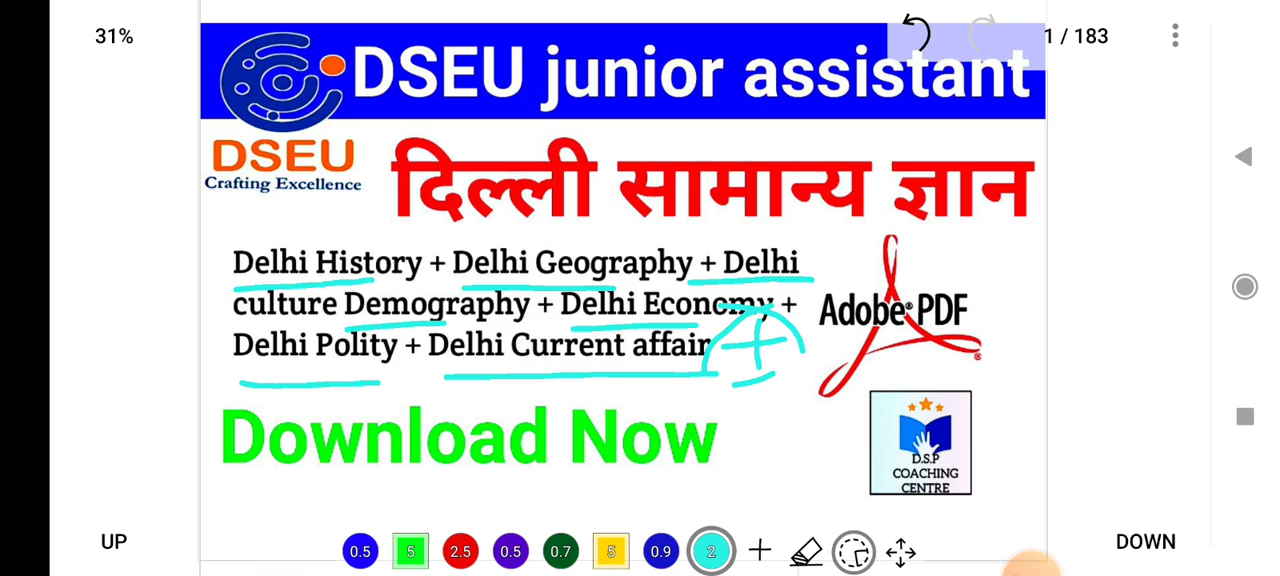 31%
1 / 183
DSEU junior assistant
DSEU
Crafting Excellence
दिल्ली सामान्य ज्ञान
Delhi History + Delhi Geography + Delhi
culture Demography + Delhi Economy +
Delhi Polity + Delhi Current affair
+
Adobe® PDF
®
Download Now
D.S.P
COACHING
CENTRE
UP
0.5 5 2.5 0.5 0.7 5 0.9 2
DOWN